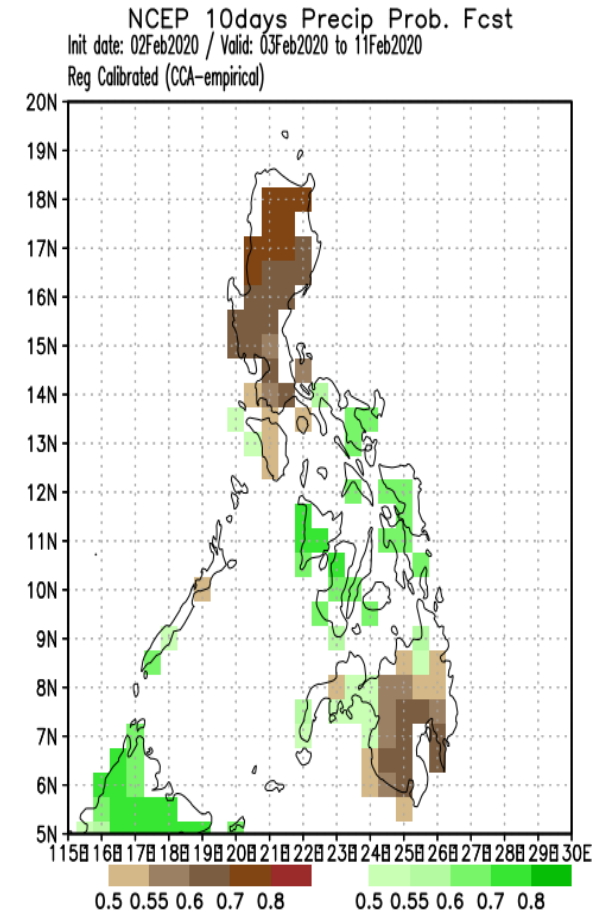 NCEP 10days Precip Prob. Fcst
Init date: 02Feb2020 / Valid: 03Feb2020 to 11Feb2020
Reg Calibrated (CCA-empirical)
20N
19N
18N
17N
16N
15N
14N
13N
12N
11N
10N
9N
8N
7N
6N
5N
115E 116E 117E 118E 119E 120E 121E 122E 123E 124E 125E 126E 127E 128E 129E 130E
0.5 0.55 0.6 0.7 0.8 0.5 0.55 0.6 0.7 0.8